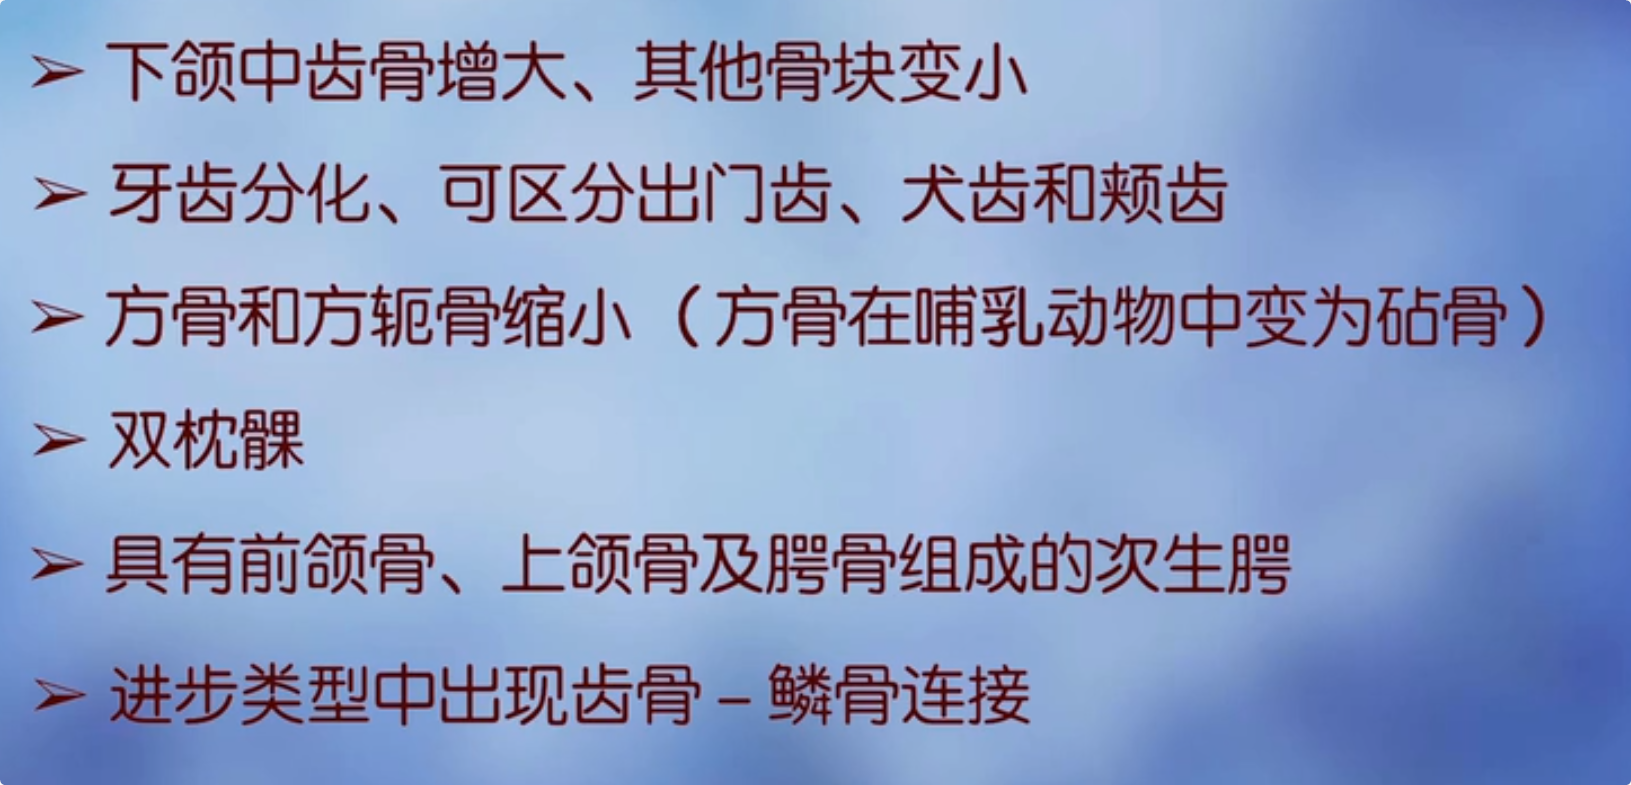 ➢ 下颌中齿骨增大、其他骨块变小
➢ 牙齿分化、可区分出门齿、犬齿和颊齿
➢ 方骨和方轭骨缩小（方骨在哺乳动物中变为砧骨）
➢ 双枕髁
➢ 具有前颌骨、上颌骨及腭骨组成的次生腭
➢ 进步类型中出现齿骨–鳞骨连接